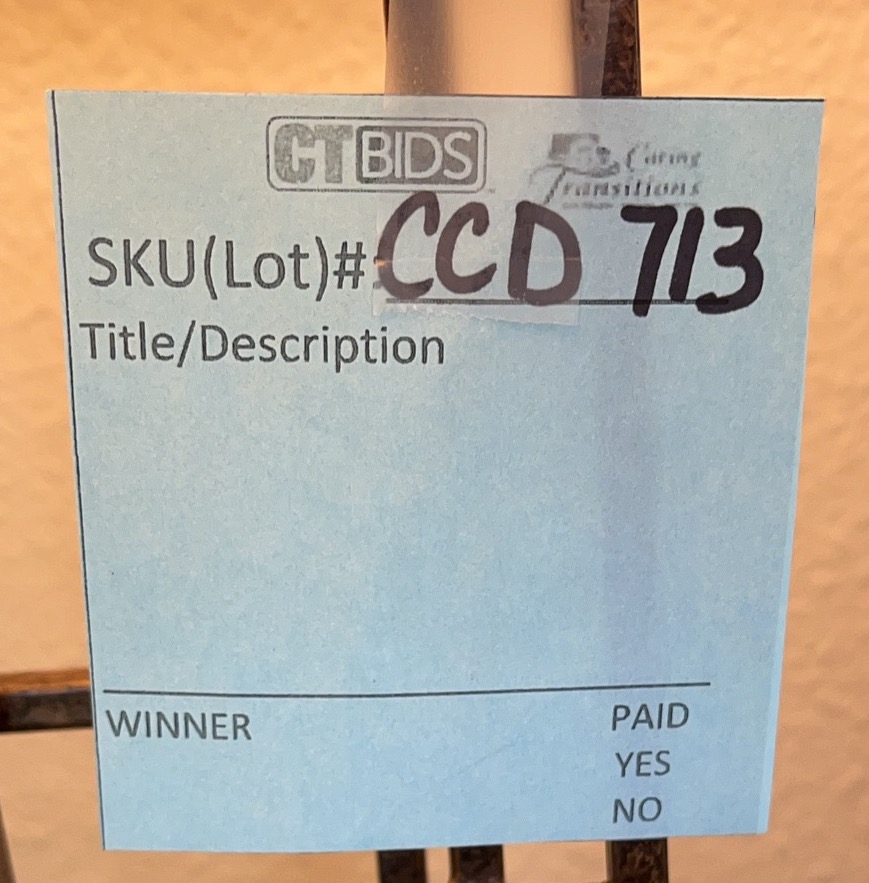 CTBIDS Caring
Transitions
SKU(Lot)# CCD 713
Title/Description
WINNER PAID
YES
NO